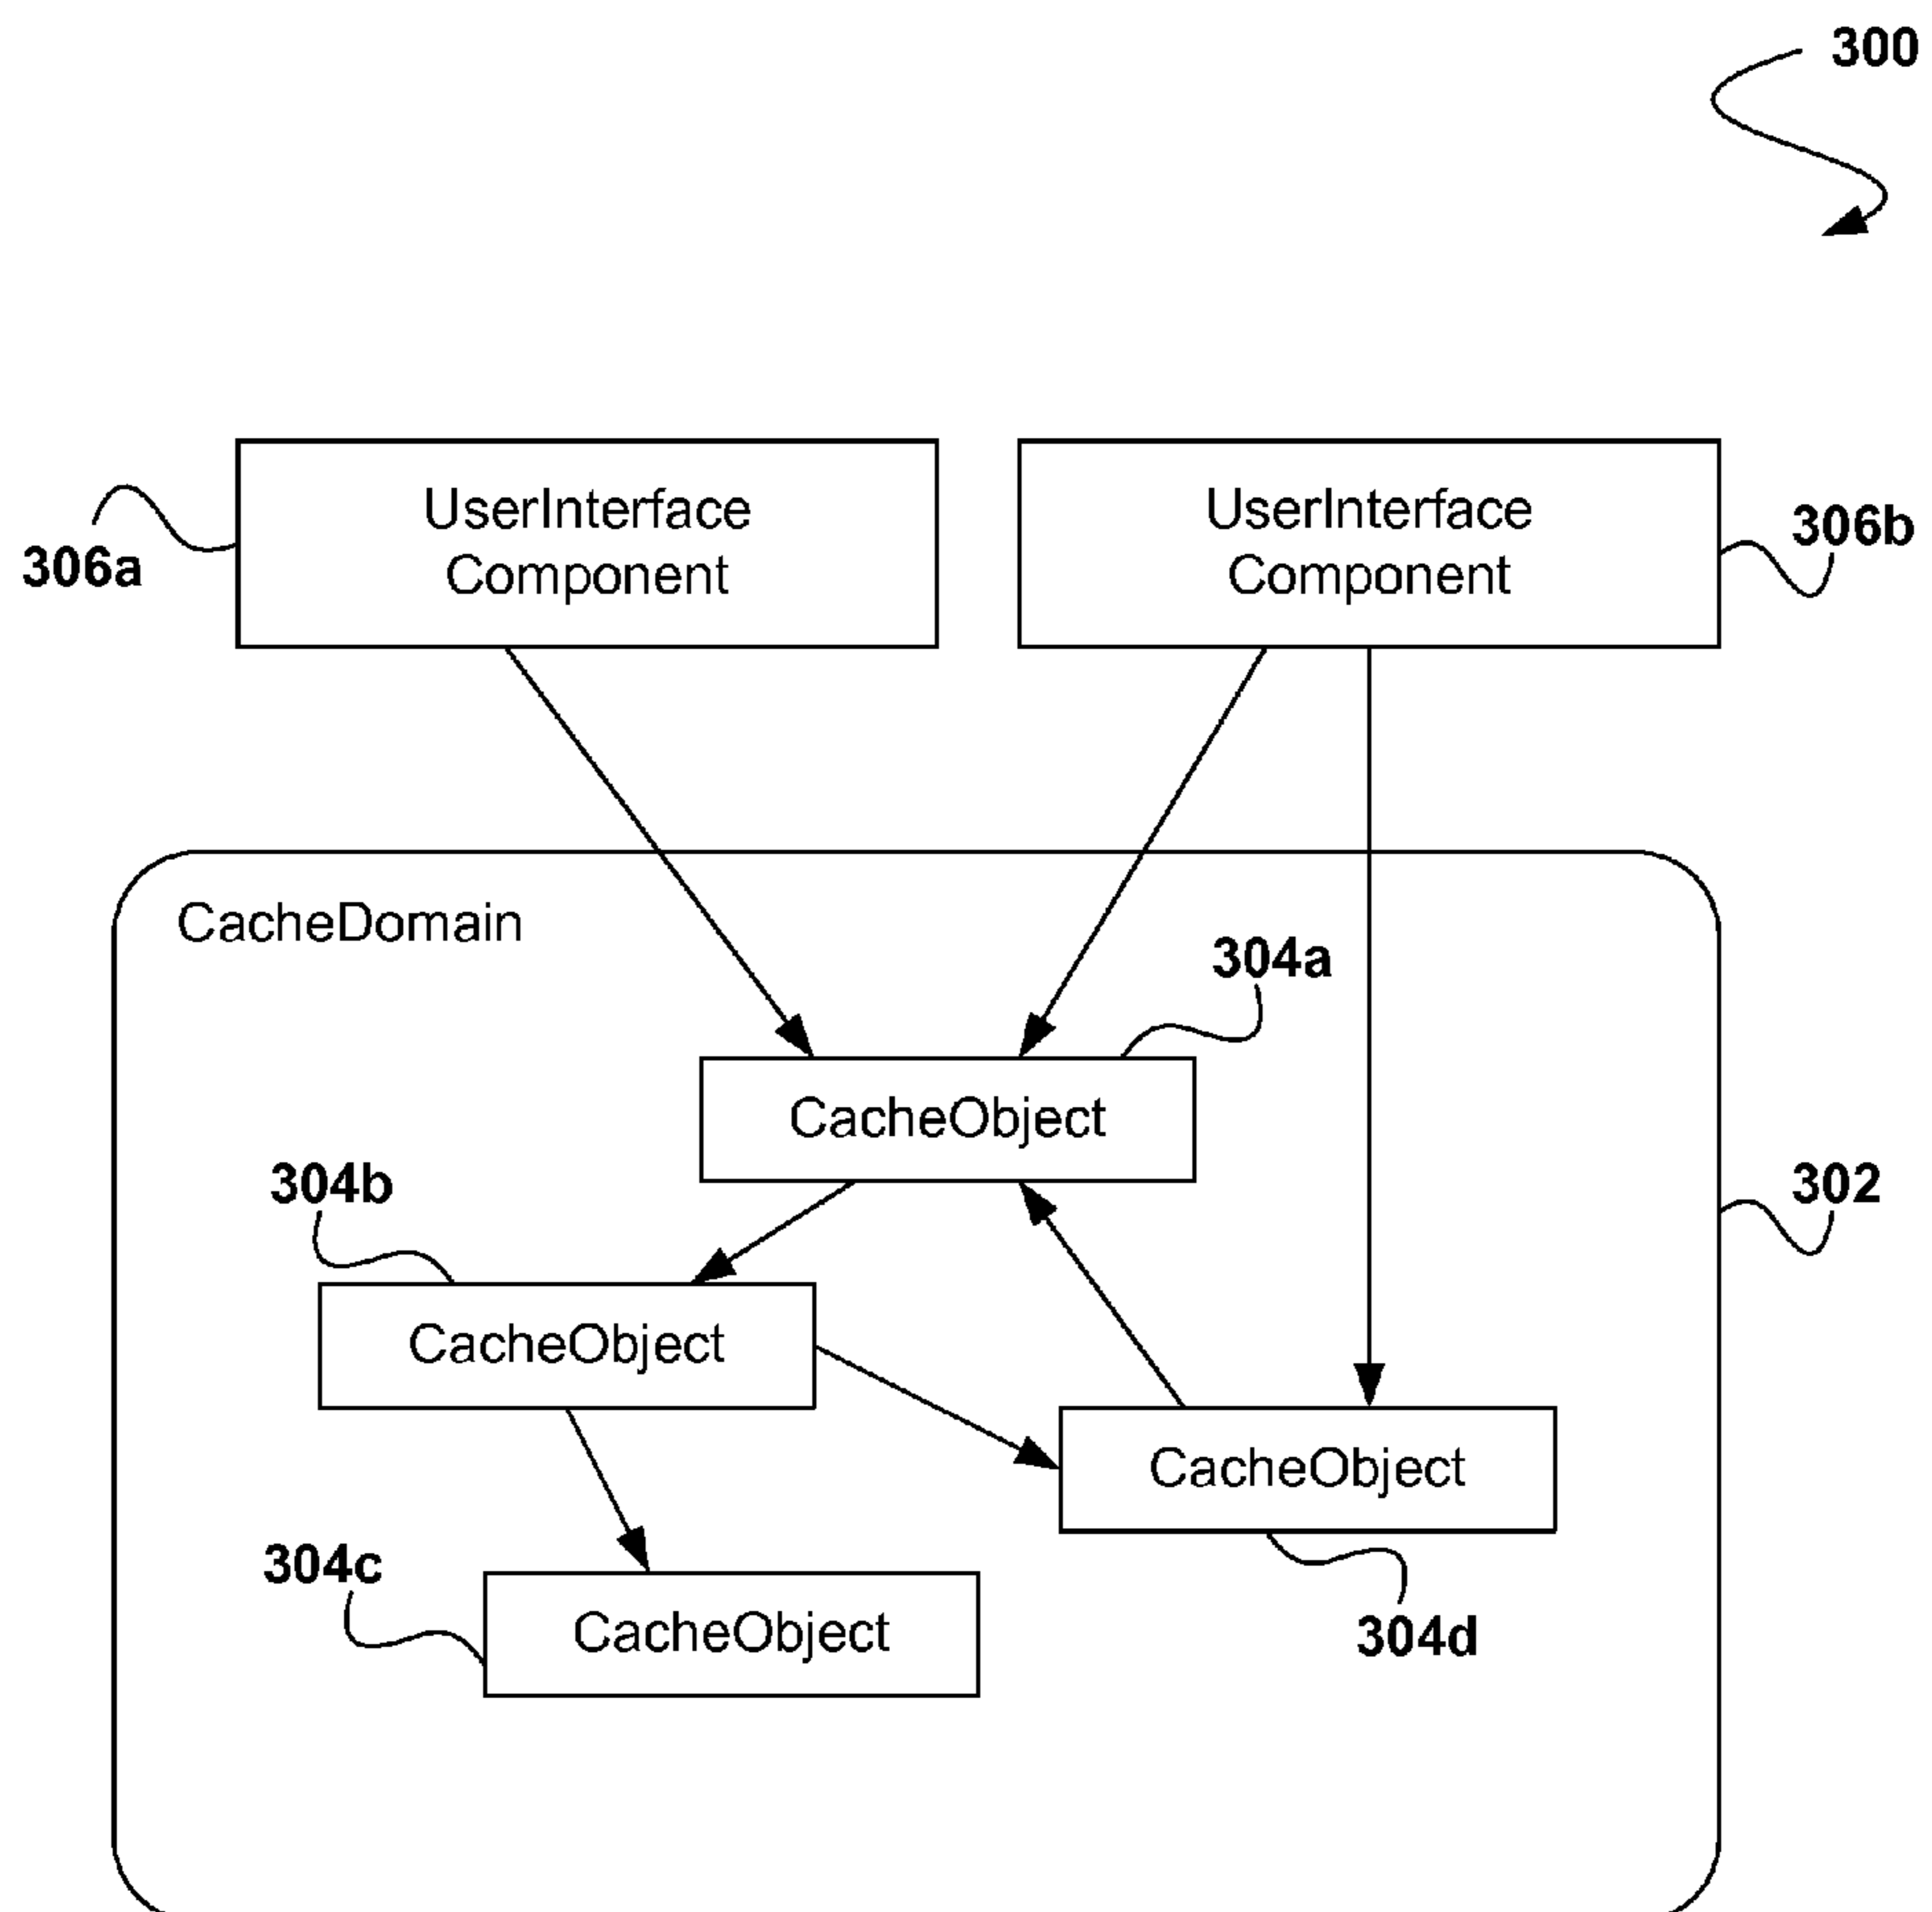 300
UserInterface
Component
306a
UserInterface
Component
306b
CacheDomain
304a
CacheObject
304b
302
CacheObject
CacheObject
304c
CacheObject
304d